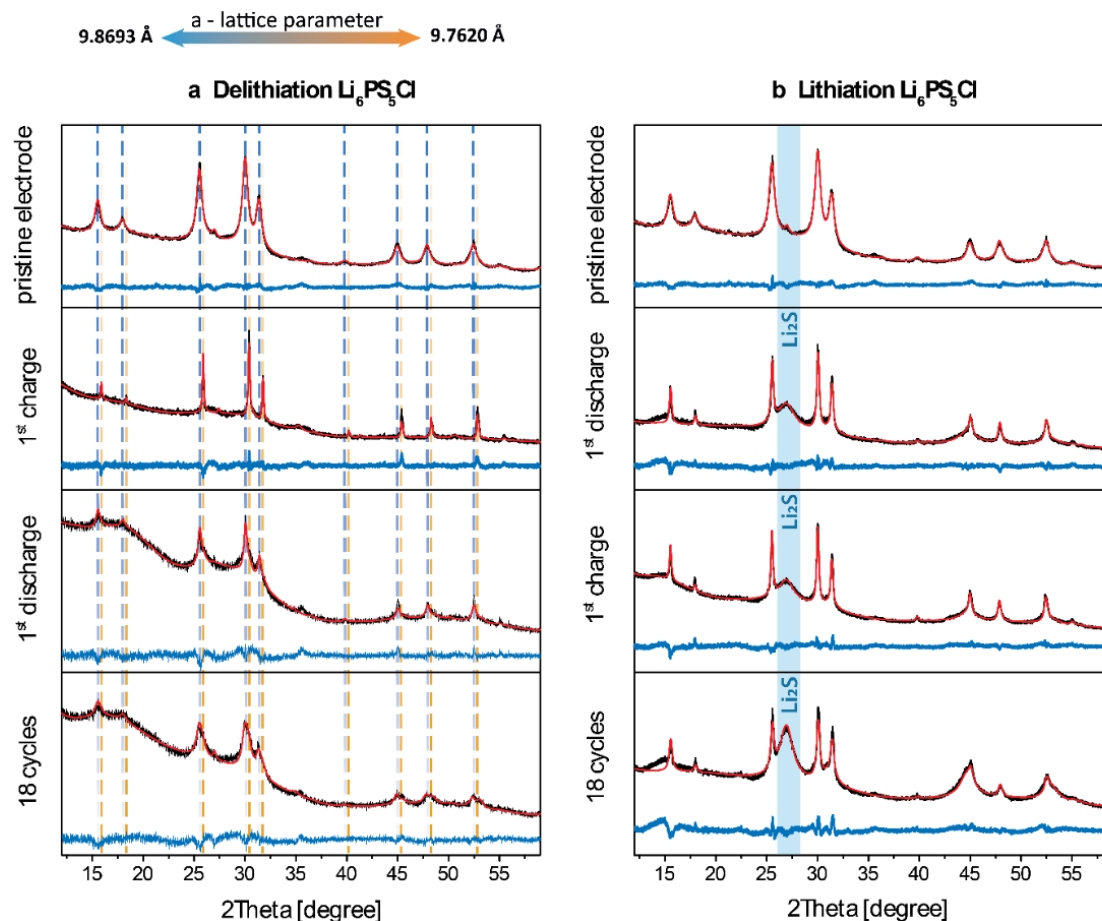 a - lattice parameter
9.8693 Å 9.7620 Å
a Delithiation Li₆PS₅Cl
pristine electrode
1st charge
1st discharge
18 cycles
15 20 25 30 35 40 45 50 55
2Theta [degree]
b Lithiation Li₆PS₅Cl
pristine electrode
1st discharge
Li₂S
1st charge
Li₂S
18 cycles
Li₂S
15 20 25 30 35 40 45 50 55
2Theta [degree]